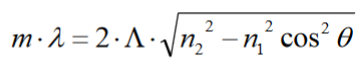 m · λ = 2 · Λ · √(n₂² − n₁² cos² θ)